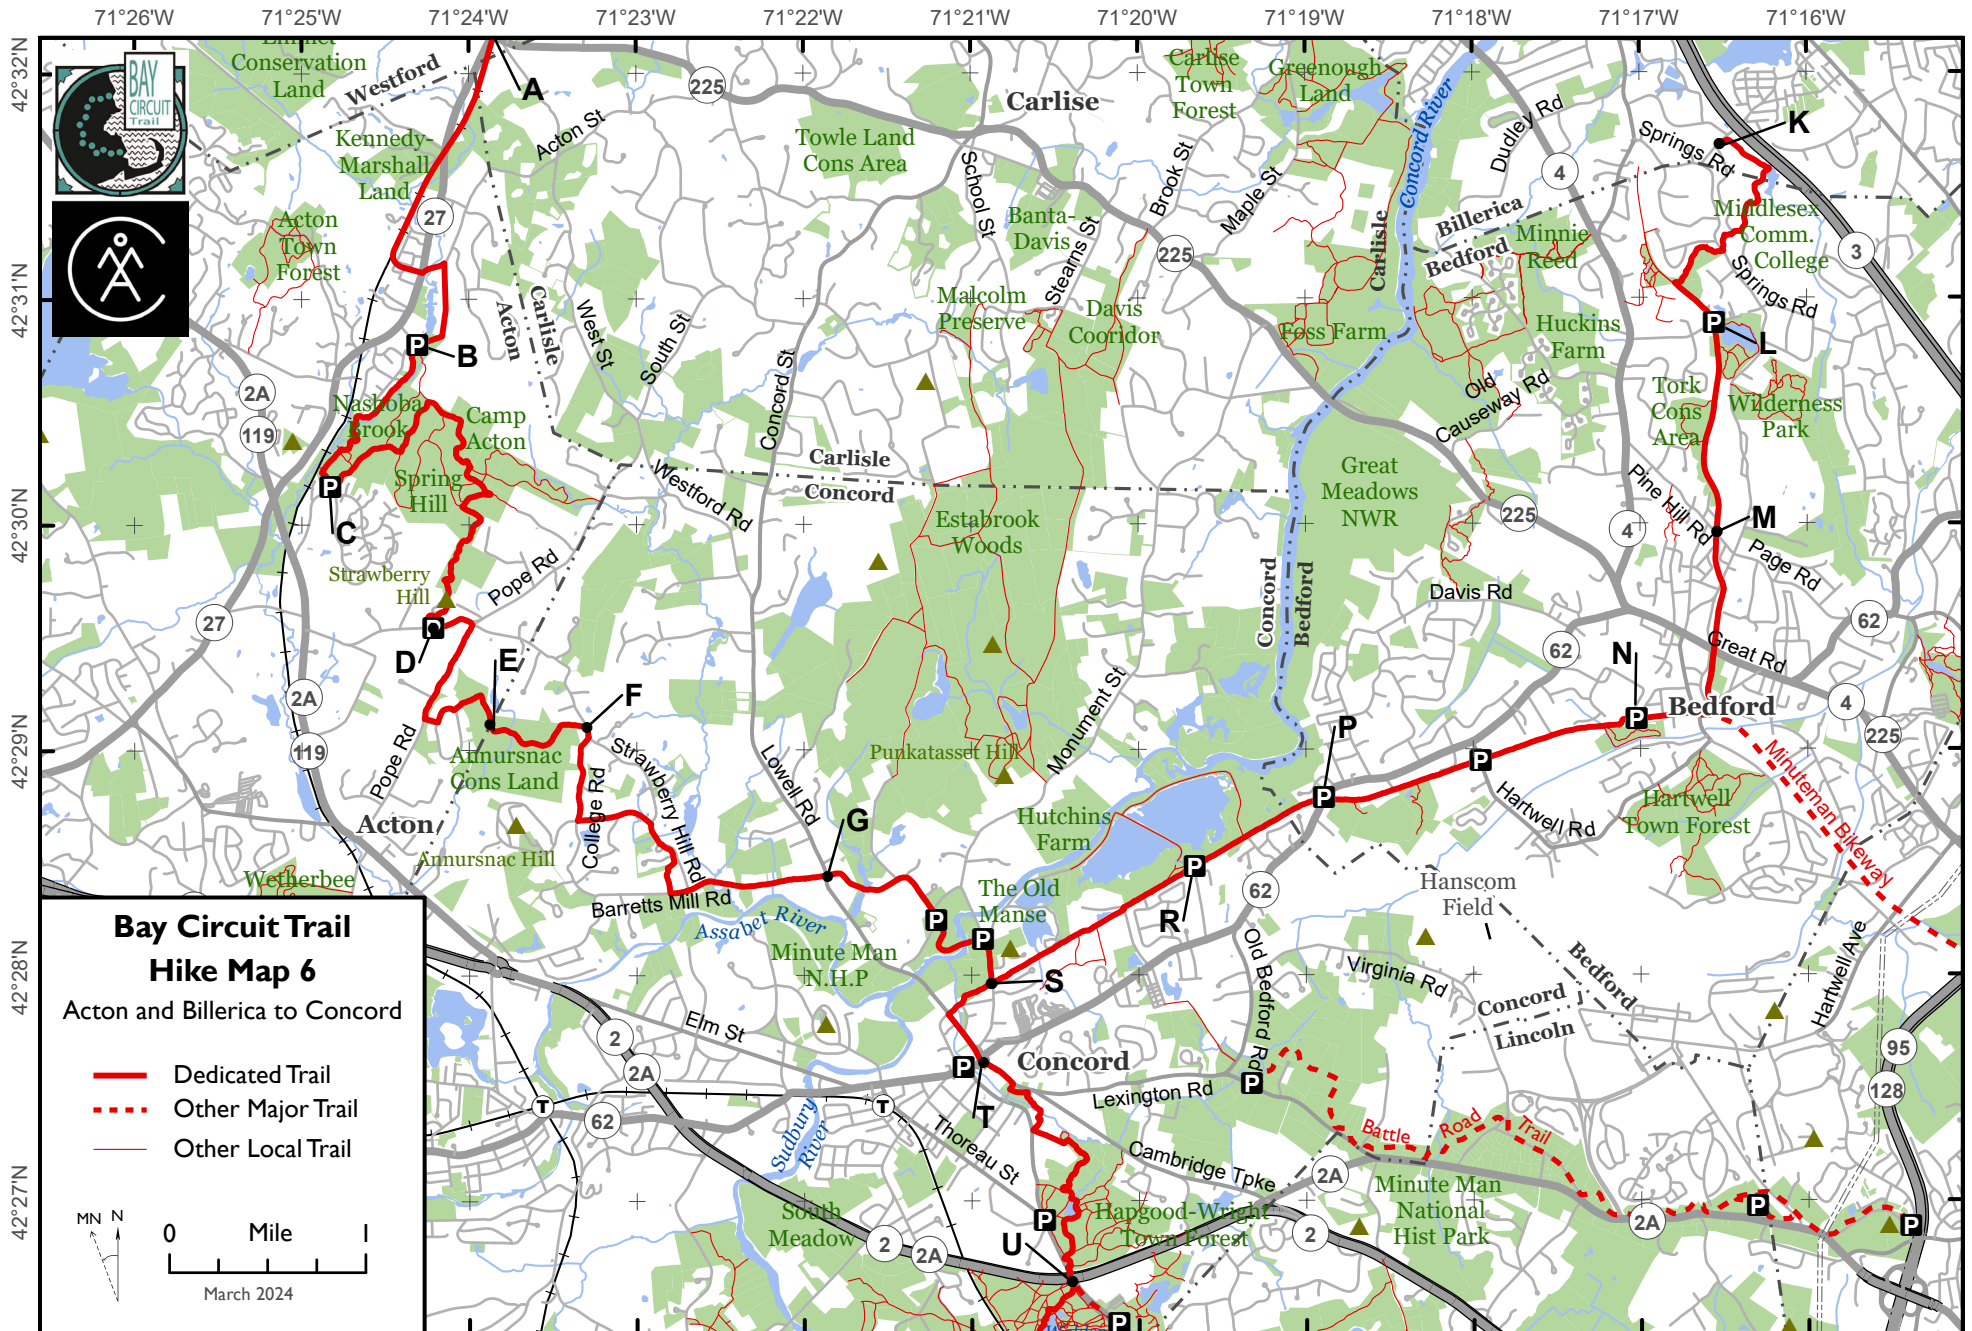 71°26'W 71°25'W 71°24'W 71°23'W 71°22'W 71°21'W 71°20'W 71°19'W 71°18'W 71°17'W 71°16'W
42°32'N
42°31'N
42°30'N
42°29'N
42°28'N
42°27'N
BAY
CIRCUIT
Trail
Conservation
Land
Westford
A
225
Carlise
Carlise
Town
Forest
Greenough
Land
Concord River
Dudley Rd
4
Springs Rd
K
Kennedy-
Marshall
Land
Acton St
Towle Land
Cons Area
School St
Brook St
Maple St
Banta-
Davis
Stearns St
225
Carlisle
Billerica
Bedford
Minnie
Reed
Middlesex
Comm.
College
3
27
Acton
Town
Forest
Acton
Carlisle
West St
South St
Concord St
Malcolm
Preserve
Davis
Cooridor
Foss Farm
Huckins
Farm
Springs Rd
P
L
P
B
2A
119
Nashoba
Brook
Camp
Acton
Spring
Hill
P
C
Old
Causeway Rd
Tork
Cons
Area
Wilderness
Park
Carlisle
Concord
Westford Rd
Estabrook
Woods
Great
Meadows
NWR
225
4
Pine Hill Rd
M
Page Rd
Strawberry
Hill
Pope Rd
27
D
E
F
Concord
Bedford
Davis Rd
62
62
Great Rd
N
P
Bedford
4
225
2A
119
Pope Rd
Annursnac
Cons Land
Strawberry Hill Rd
College Rd
Lowell Rd
Punkatasset Hill
Monument St
P
P
P
Minuteman Bikeway
Hartwell Rd
Hartwell
Town Forest
Acton
Annursnac Hill
G
Hutchins
Farm
Wetherbee
Barretts Mill Rd
Assabet River
Minute Man
N.H.P
P
P
The Old
Manse
P
R
62
Hanscom
Field
S
Old Bedford Rd
Virginia Rd
Bedford
Concord
Lincoln
Hartwell Ave
Elm St
2
2A
P
Concord
T
T
T
62
Sudbury
River
Thoreau St
Lexington Rd
P
Cambridge Tpke
Battle Road Trail
95
128
2A
Minute Man
National
Hist Park
2A
P
P
South
Meadow
2
2A
P
U
Hapgood-Wright
Town Forest
2
P
Bay Circuit Trail
Hike Map 6
Acton and Billerica to Concord
Dedicated Trail
Other Major Trail
Other Local Trail
MN N
0 Mile 1
March 2024